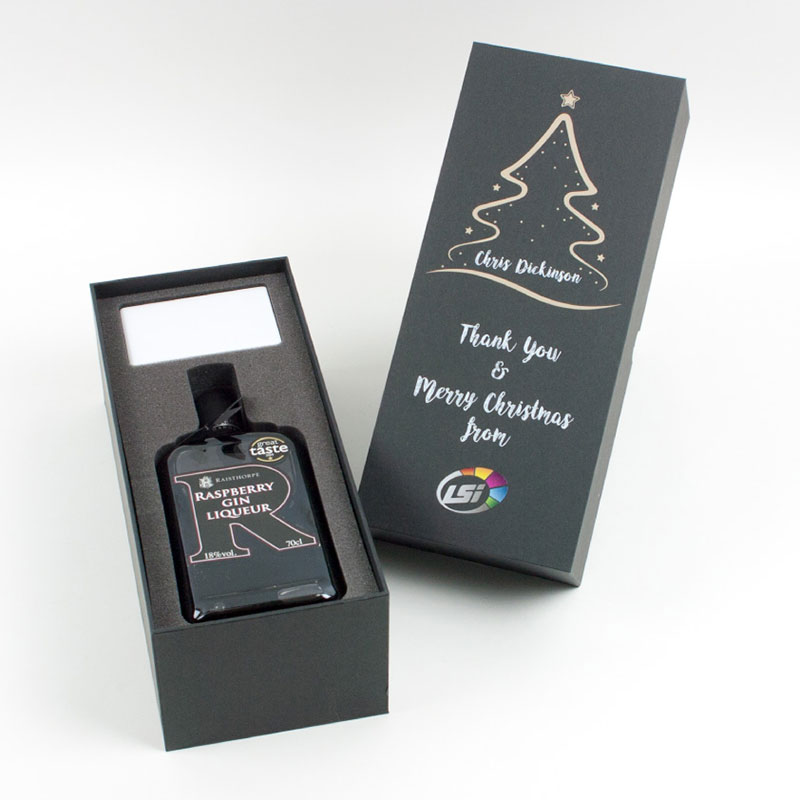 Chris Dickinson
Thank You
&
Merry Christmas
from
LSi
great
taste
RAISTHORPE
RASPBERRY
GIN
LIQUEUR
R
18%vol. 70cl